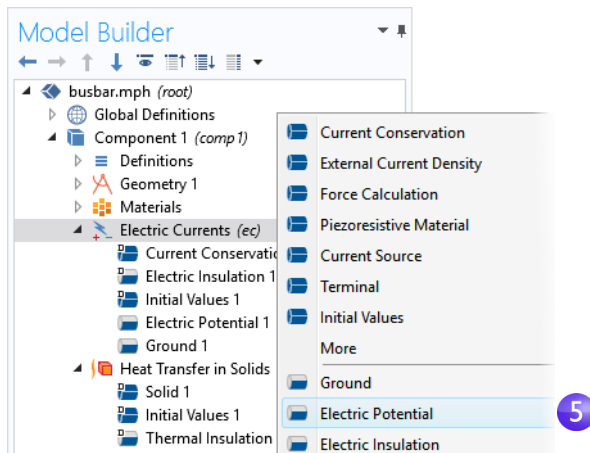 Model Builder
busbar.mph (root)
Global Definitions
Component 1 (comp1)
Definitions
Geometry 1
Materials
Electric Currents (ec)
Current Conservatic
Electric Insulation 1
Initial Values 1
Electric Potential 1
Ground 1
Heat Transfer in Solids
Solid 1
Initial Values 1
Thermal Insulation
Current Conservation
External Current Density
Force Calculation
Piezoresistive Material
Current Source
Terminal
Initial Values
More
Ground
Electric Potential
5
Electric Insulation